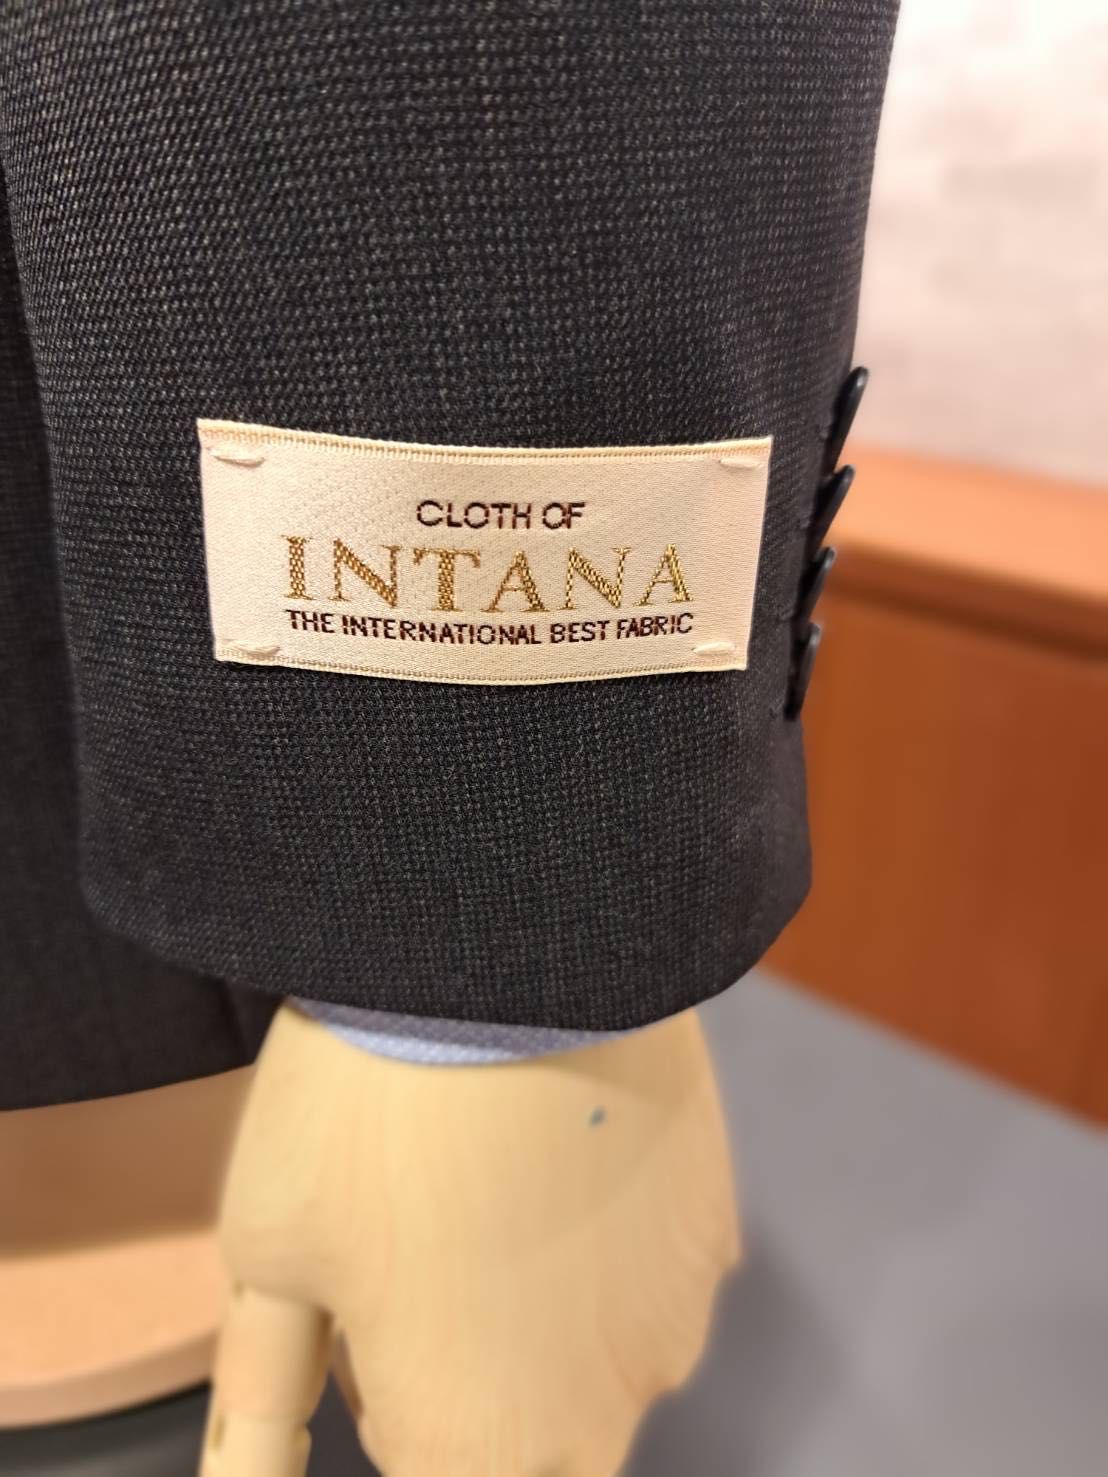 CLOTH OF
INTANA
THE INTERNATIONAL BEST FABRIC